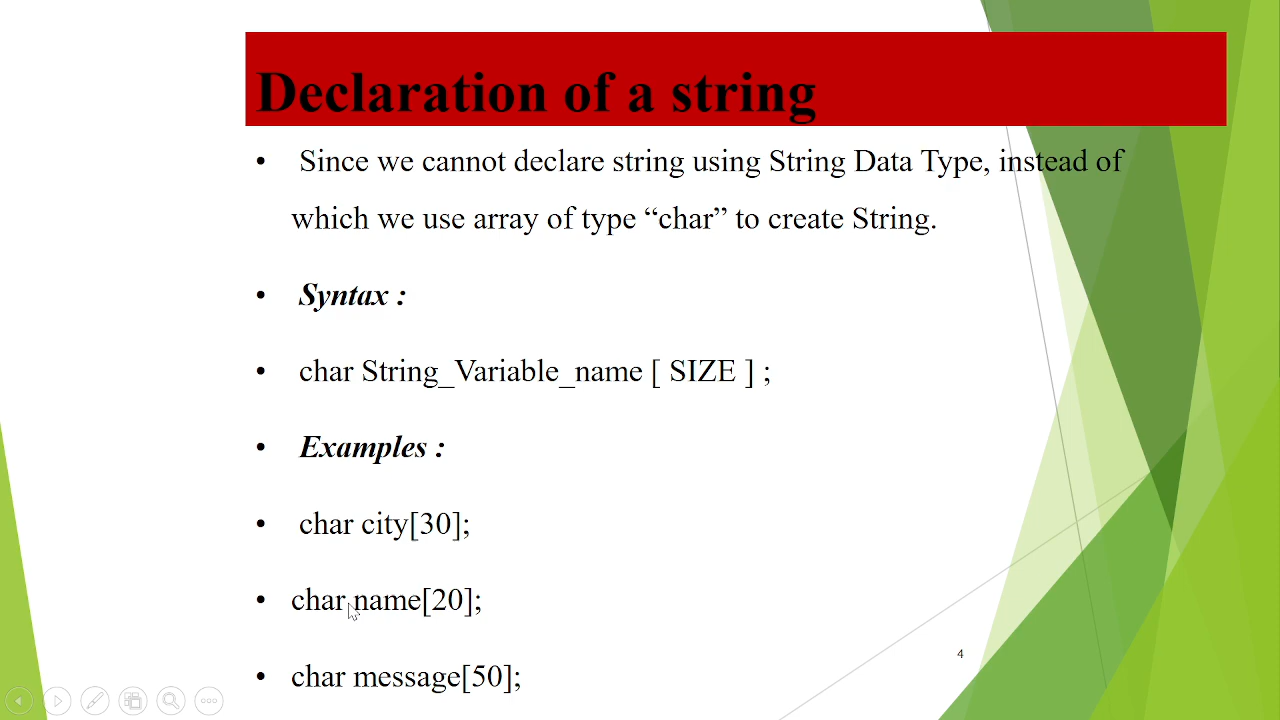 Declaration of a string
• Since we cannot declare string using String Data Type, instead of
which we use array of type “char” to create String.
• Syntax :
• char String_Variable_name [ SIZE ] ;
• Examples :
• char city[30];
• char name[20];
• char message[50];
4